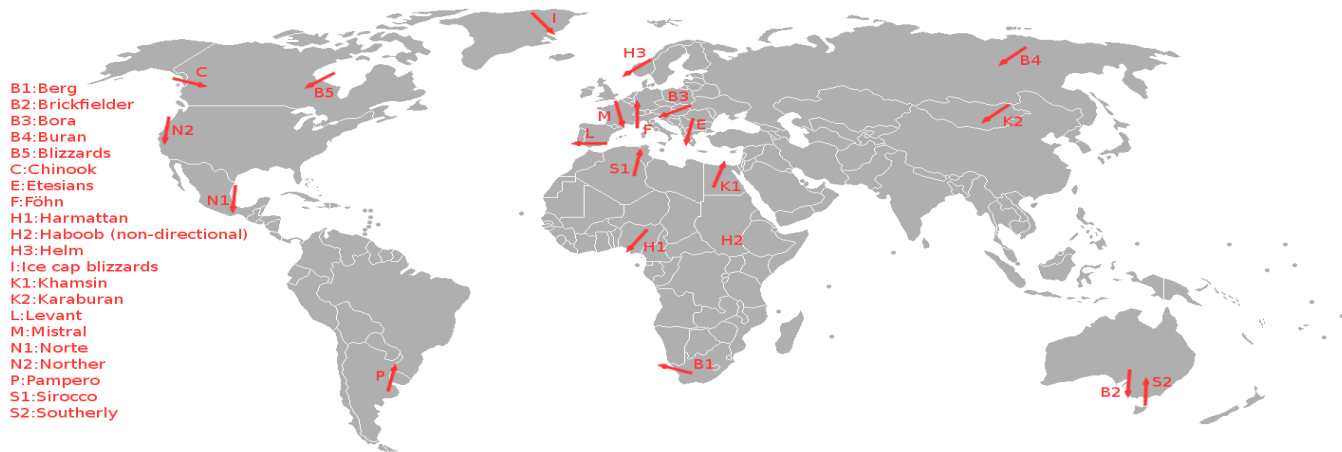 B1:Berg
B2:Brickfielder
B3:Bora
B4:Buran
B5:Blizzards
C:Chinook
E:Etesians
F:Föhn
H1:Harmattan
H2:Haboob (non-directional)
H3:Helm
I:Ice cap blizzards
K1:Khamsin
K2:Karaburan
L:Levant
M:Mistral
N1:Norte
N2:Norther
P:Pampero
S1:Sirocco
S2:Southerly
I
H3
B4
C
B5
B3
M
F
E
K2
N2
L
S1
K1
N1
H1
H2
B1
P
B2
S2